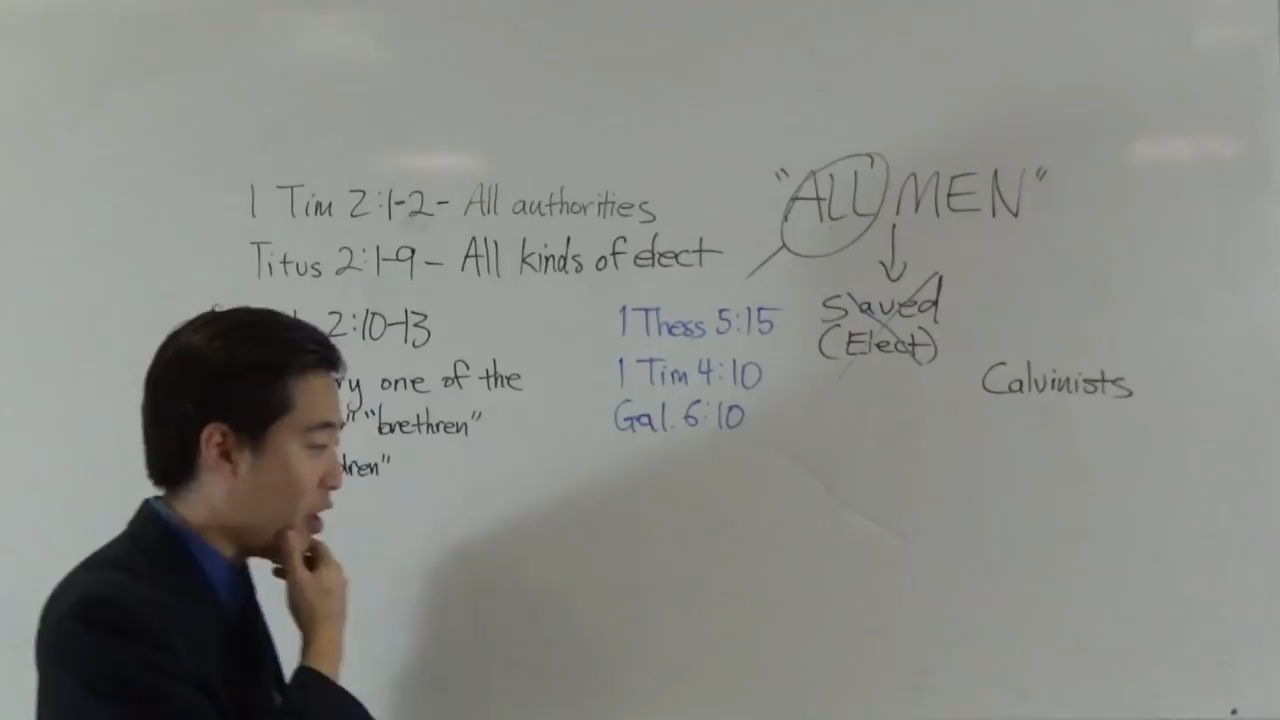 1 Tim 2:1-2- All authorities
Titus 2:1-9 - All kinds of elect
2:10-13
one of the
"brethren"
"ALL MEN"
Saved
(Elect)
1 Thess 5:15
1 Tim 4:10
Gal. 6:10
Calvinists